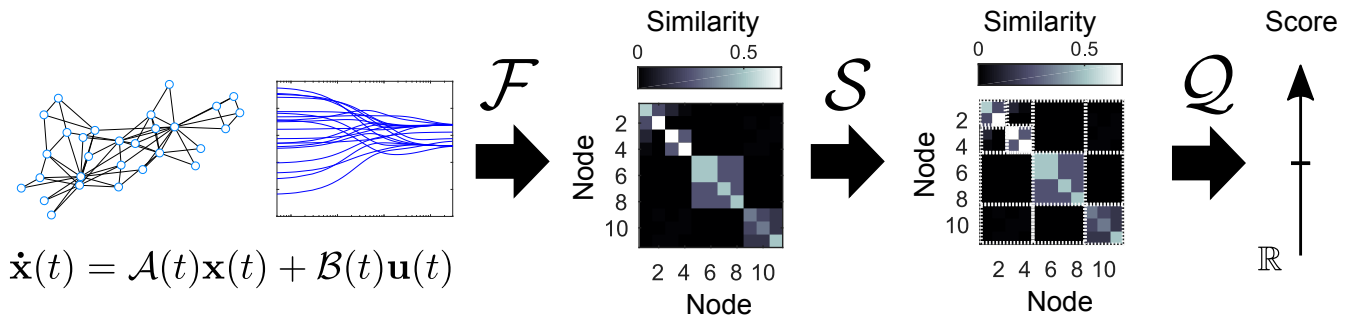 ẋ(t) = 𝒜(t)x(t) + ℬ(t)u(t)
ℱ
Similarity
0 0.5
Node
2
4
6
8
10
2 4 6 8 10
Node
𝒮
Similarity
0 0.5
Node
2
4
6
8
10
2 4 6 8 10
Node
𝒬
Score
ℝ